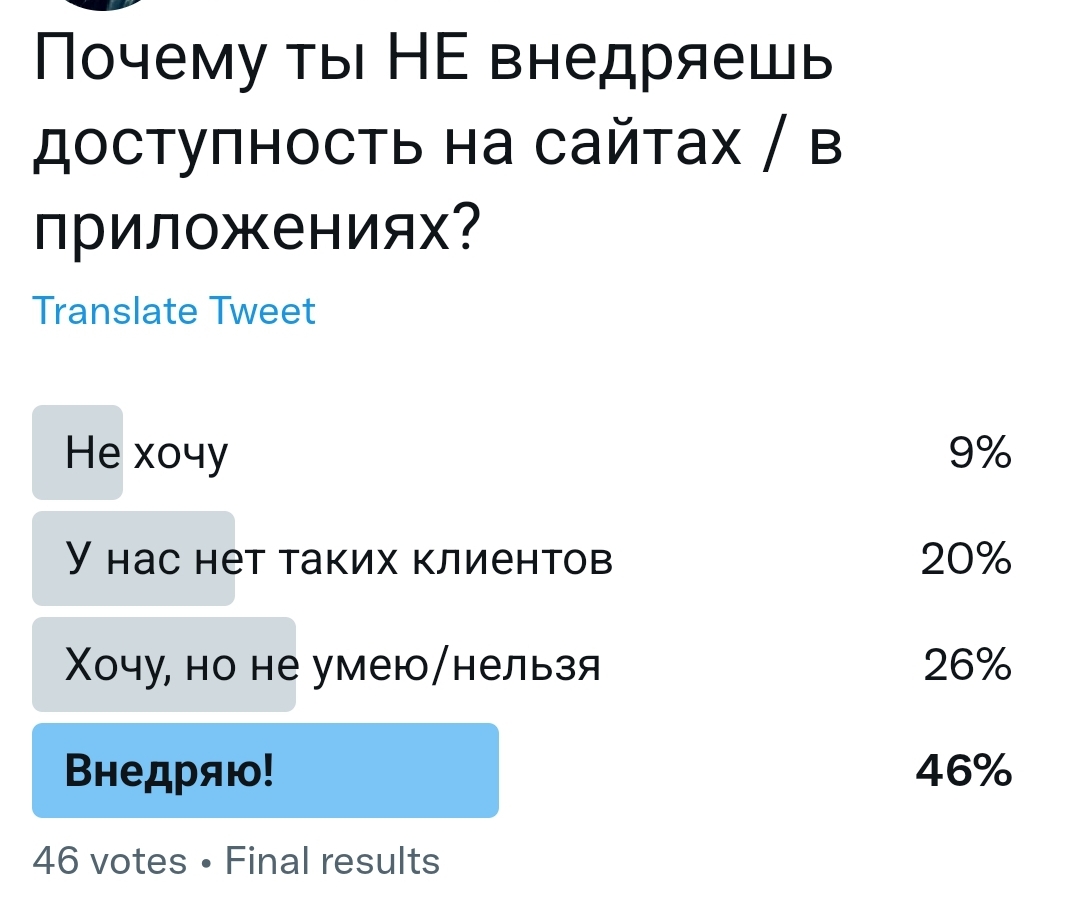 Почему ты НЕ внедряешь
доступность на сайтах / в
приложениях?
Translate Tweet
Не хочу 9%
У нас нет таких клиентов 20%
Хочу, но не умею/нельзя 26%
Внедряю! 46%
46 votes • Final results